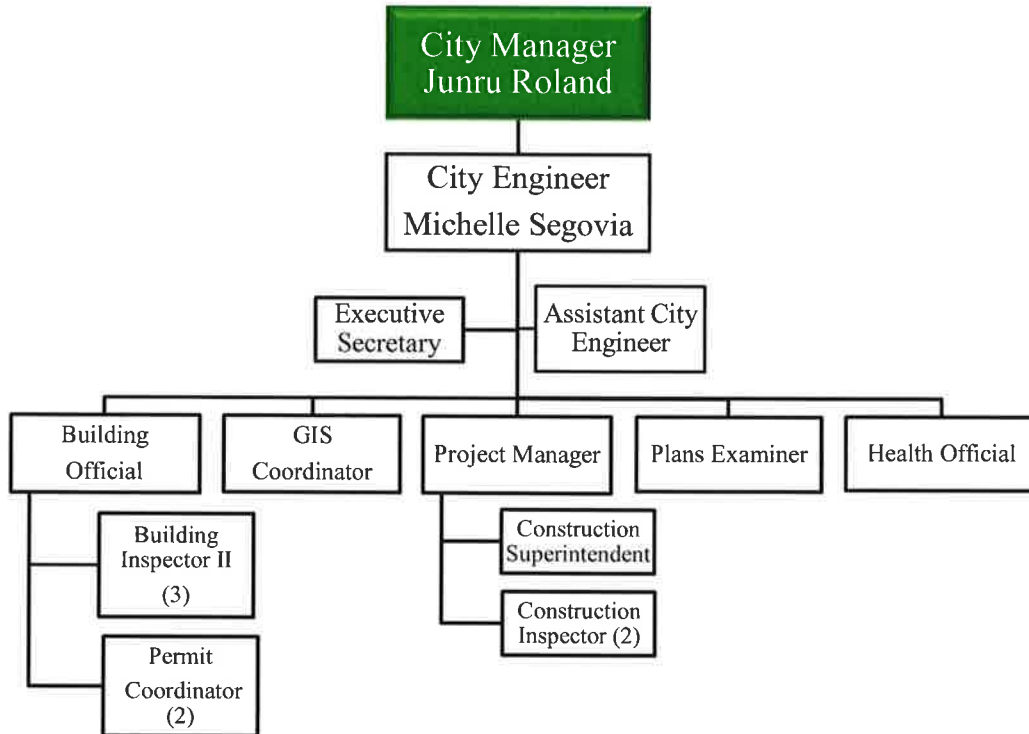 City Manager
Junru Roland
City Engineer
Michelle Segovia
Executive
Secretary
Assistant City
Engineer
Building
Official
GIS
Coordinator
Project Manager
Plans Examiner
Health Official
Building
Inspector II
(3)
Permit
Coordinator
(2)
Construction
Superintendent
Construction
Inspector (2)